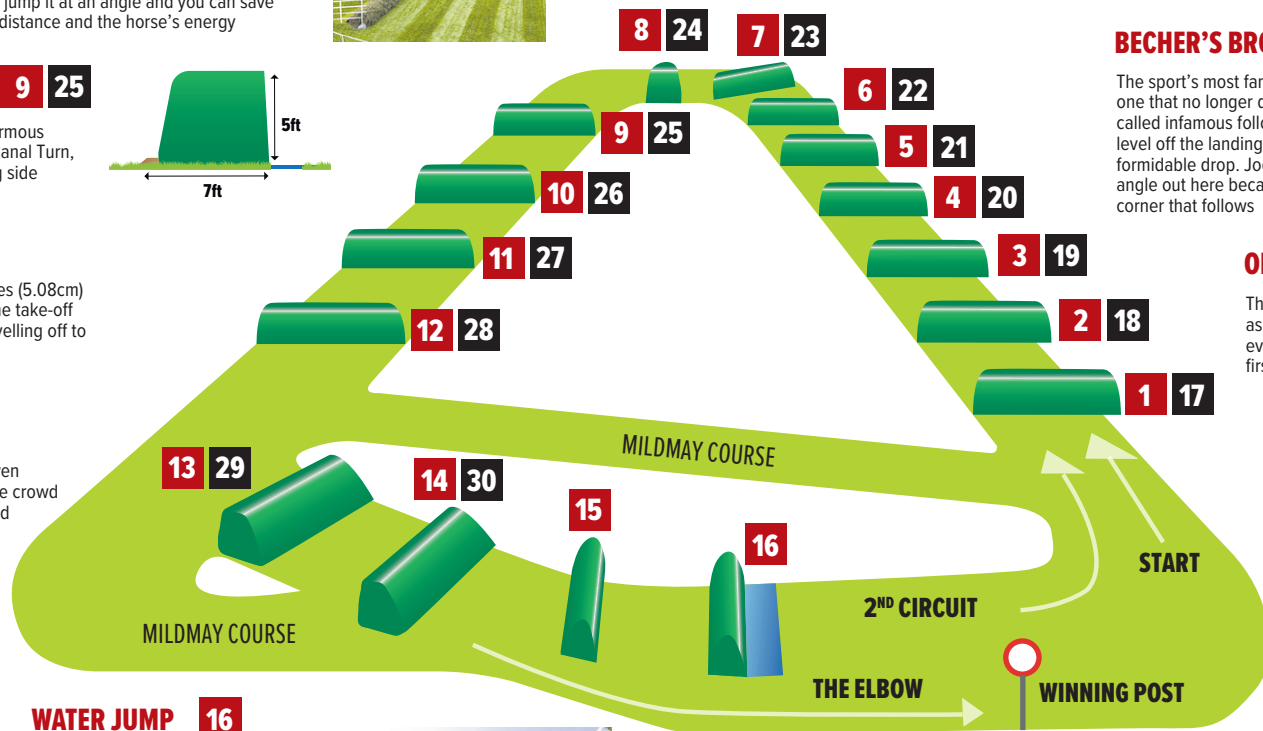 jump it at an angle and you can save
distance and the horse's energy
9 25
ormous
anal Turn,
side
5ft
7ft
es (5.08cm)
e take-off
velling off to
ven
e crowd
d
8 24
7 23
6 22
9 25
5 21
10 26
4 20
11 27
3 19
12 28
2 18
1 17
BECHER'S BRO
The sport's most fam
one that no longer c
called infamous follo
level off the landing
formidable drop. Joc
angle out here beca
corner that follows
Th
as
ev
firs
MILDMAY COURSE
13 29
14 30
15
16
START
2ND CIRCUIT
MILDMAY COURSE
THE ELBOW
WINNING POST
WATER JUMP 16